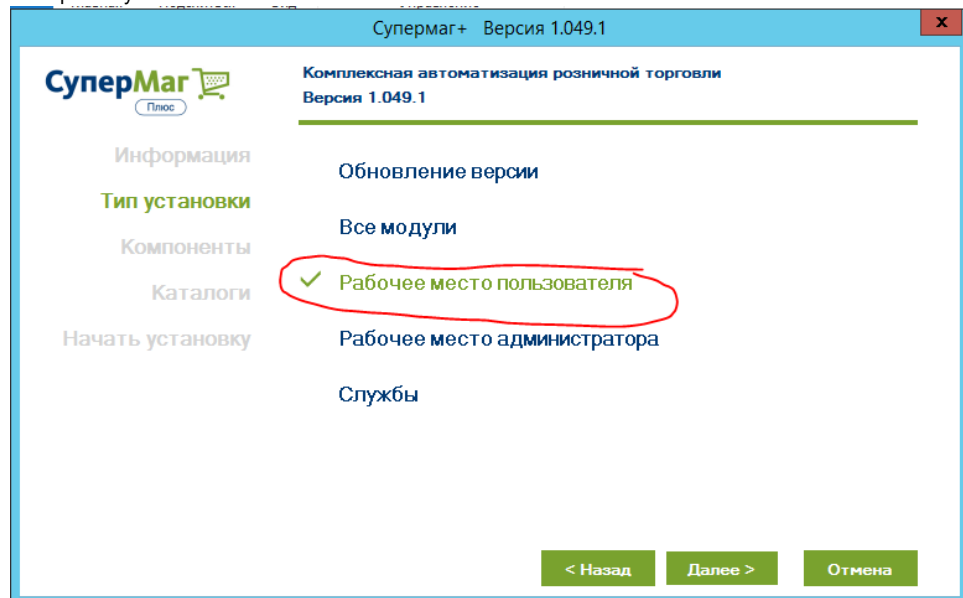 Супермаг+ Версия 1.049.1
x
СуперМаг
Плюс
Комплексная автоматизация розничной торговли
Версия 1.049.1
Информация
Тип установки
Компоненты
Каталоги
Начать установку
Обновление версии
Все модули
Рабочее место пользователя
Рабочее место администратора
Службы
< Назад
Далее >
Отмена